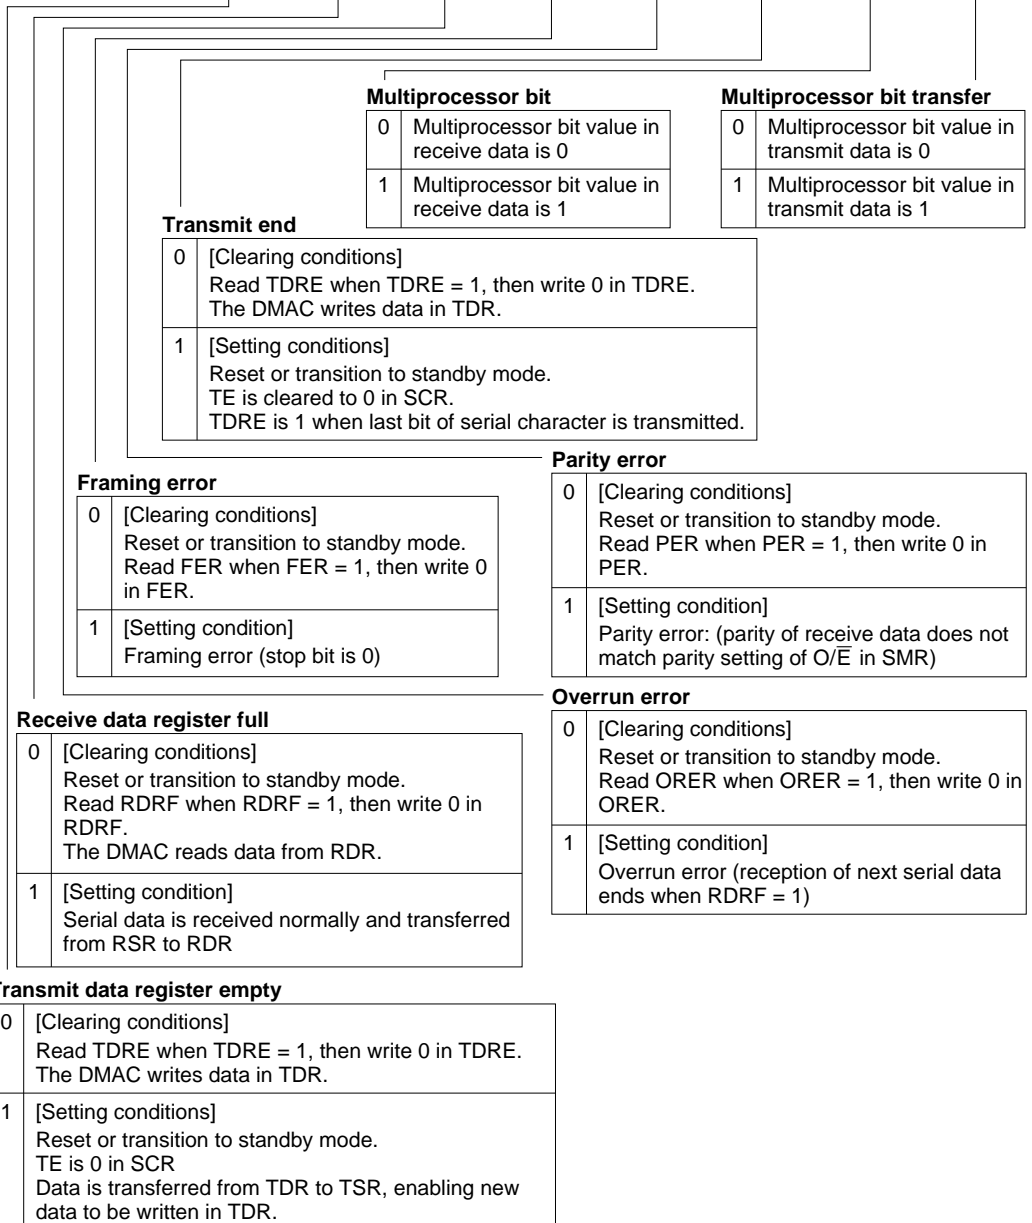 Multiprocessor bit
0 Multiprocessor bit value in
receive data is 0
1 Multiprocessor bit value in
receive data is 1
Multiprocessor bit transfer
0 Multiprocessor bit value in
transmit data is 0
1 Multiprocessor bit value in
transmit data is 1
Transmit end
0 [Clearing conditions]
Read TDRE when TDRE = 1, then write 0 in TDRE.
The DMAC writes data in TDR.
1 [Setting conditions]
Reset or transition to standby mode.
TE is cleared to 0 in SCR.
TDRE is 1 when last bit of serial character is transmitted.
Parity error
0 [Clearing conditions]
Reset or transition to standby mode.
Read PER when PER = 1, then write 0 in
PER.
1 [Setting condition]
Parity error: (parity of receive data does not
match parity setting of O/E̅ in SMR)
Framing error
0 [Clearing conditions]
Reset or transition to standby mode.
Read FER when FER = 1, then write 0
in FER.
1 [Setting condition]
Framing error (stop bit is 0)
Overrun error
0 [Clearing conditions]
Reset or transition to standby mode.
Read ORER when ORER = 1, then write 0 in
ORER.
1 [Setting condition]
Overrun error (reception of next serial data
ends when RDRF = 1)
Receive data register full
0 [Clearing conditions]
Reset or transition to standby mode.
Read RDRF when RDRF = 1, then write 0 in
RDRF.
The DMAC reads data from RDR.
1 [Setting condition]
Serial data is received normally and transferred
from RSR to RDR
Transmit data register empty
0 [Clearing conditions]
Read TDRE when TDRE = 1, then write 0 in TDRE.
The DMAC writes data in TDR.
1 [Setting conditions]
Reset or transition to standby mode.
TE is 0 in SCR
Data is transferred from TDR to TSR, enabling new
data to be written in TDR.